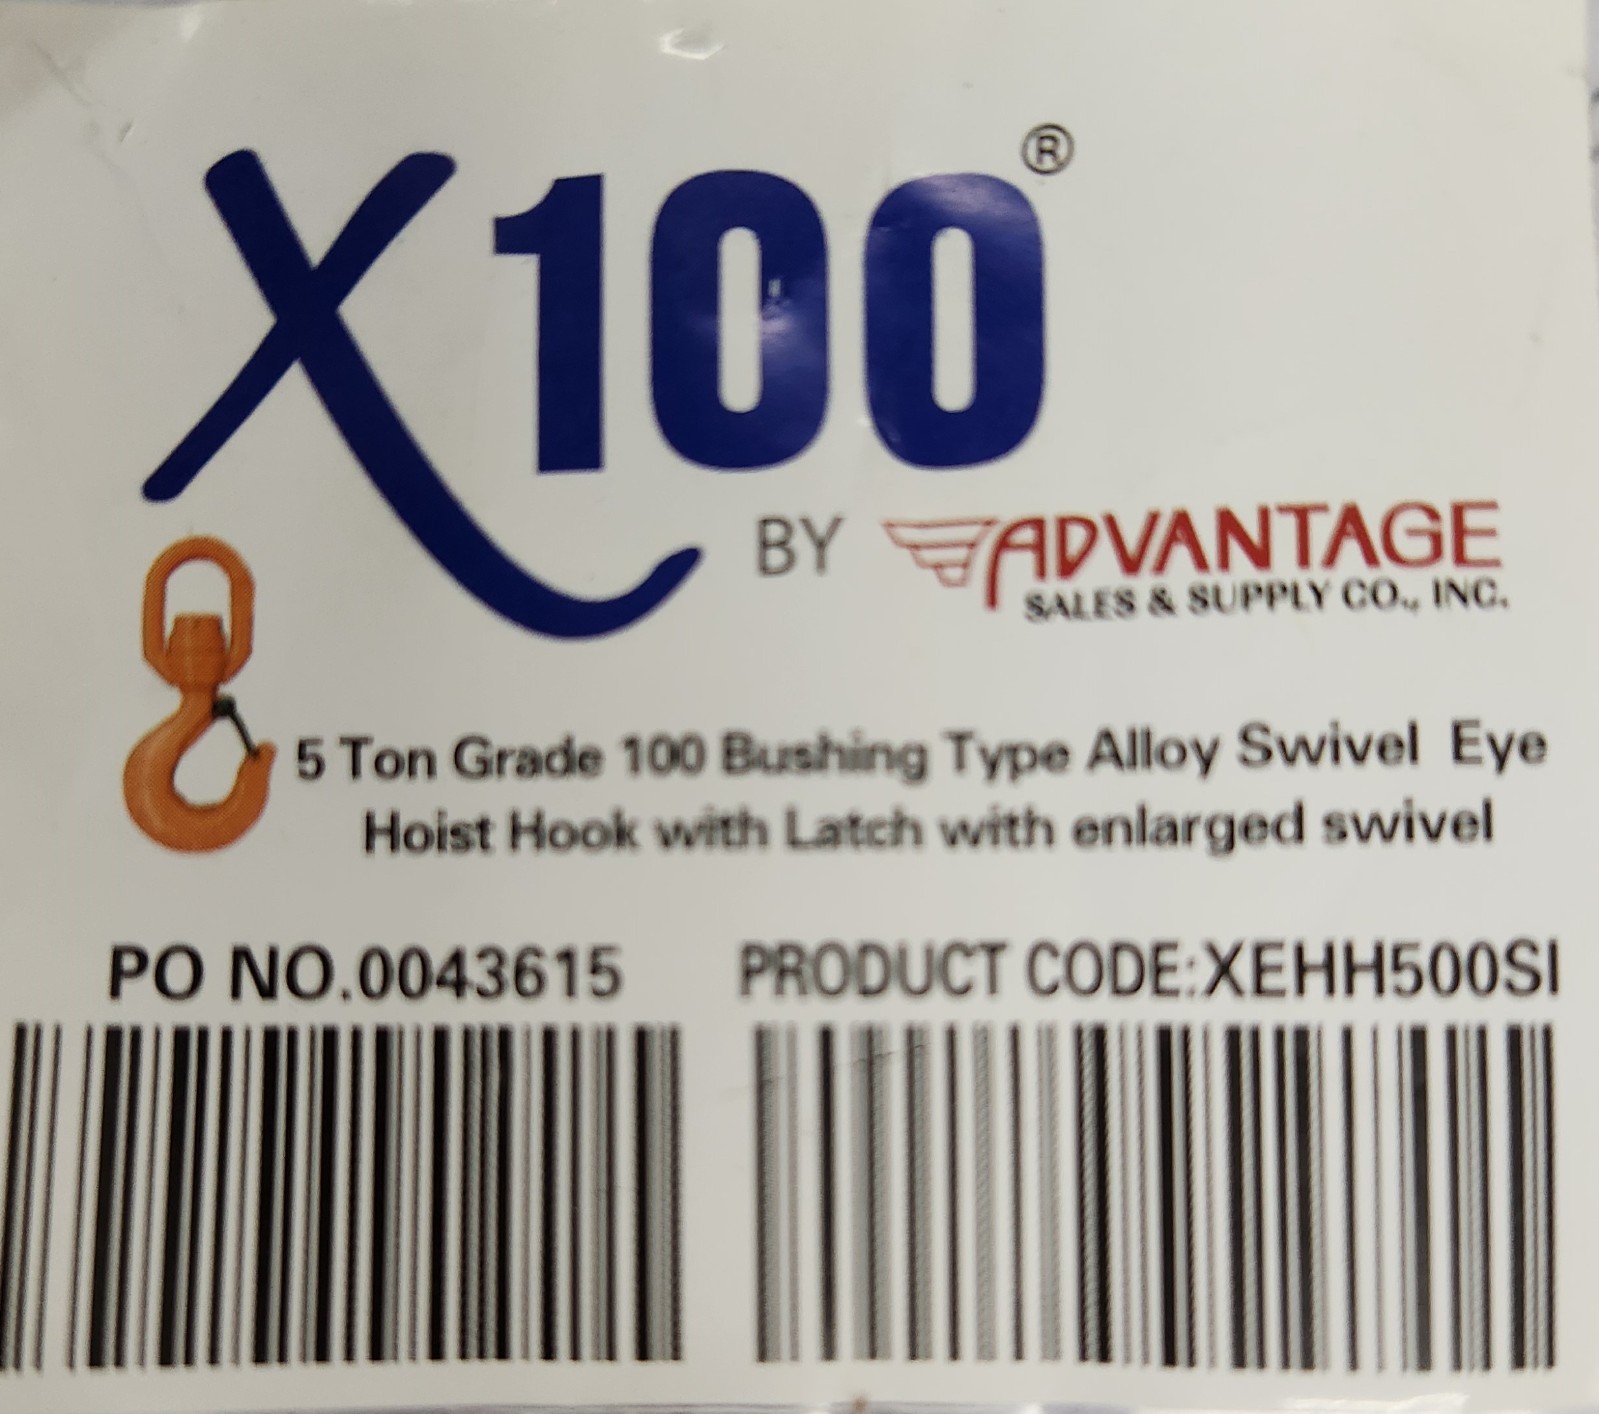 X100®
BY ADVANTAGE
SALES & SUPPLY CO., INC.
5 Ton Grade 100 Bushing Type Alloy Swivel Eye
Hoist Hook with Latch with enlarged swivel
PO NO.0043615 PRODUCT CODE:XEHH500SI